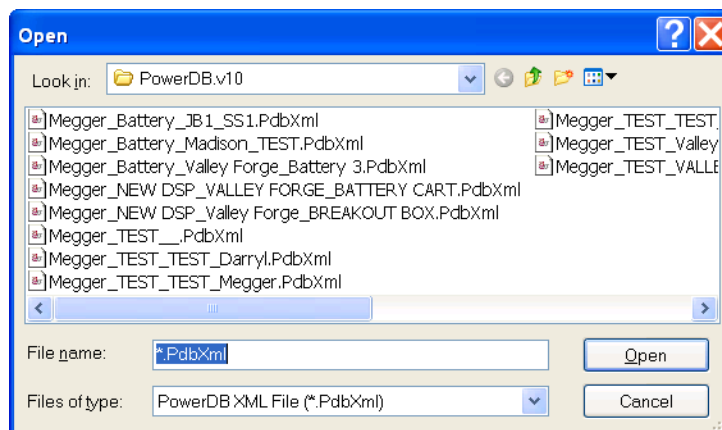 Open
Look in: PowerDB.v10
Megger_Battery_JB1_SS1.PdbXml
Megger_Battery_Madison_TEST.PdbXml
Megger_Battery_Valley Forge_Battery 3.PdbXml
Megger_NEW DSP_VALLEY FORGE_BATTERY CART.PdbXml
Megger_NEW DSP_Valley Forge_BREAKOUT BOX.PdbXml
Megger_TEST__.PdbXml
Megger_TEST_TEST_Darryl.PdbXml
Megger_TEST_TEST_Megger.PdbXml
Megger_TEST_TEST
Megger_TEST_Valley
Megger_TEST_VALLE
File name: *.PdbXml
Open
Files of type: PowerDB XML File (*.PdbXml)
Cancel